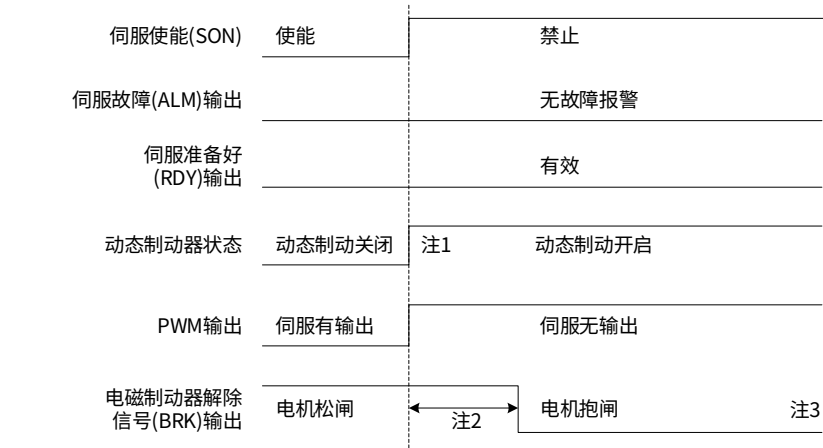 伺服使能(SON) 使能 禁止
伺服故障(ALM)输出 无故障报警
伺服准备好
(RDY)输出 有效
动态制动器状态 动态制动关闭 注1 动态制动开启
PWM输出 伺服有输出 伺服无输出
电磁制动器解除
信号(BRK)输出 电机松闸 注2 电机抱闸 注3